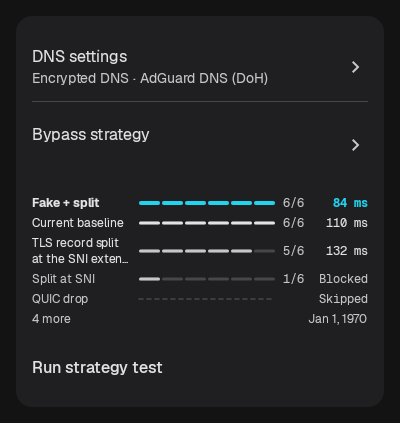 DNS settings
Encrypted DNS · AdGuard DNS (DoH)
Bypass strategy
Fake + split 6/6 84 ms
Current baseline 6/6 110 ms
TLS record split
at the SNI exten… 5/6 132 ms
Split at SNI 1/6 Blocked
QUIC drop Skipped
4 more Jan 1, 1970
Run strategy test